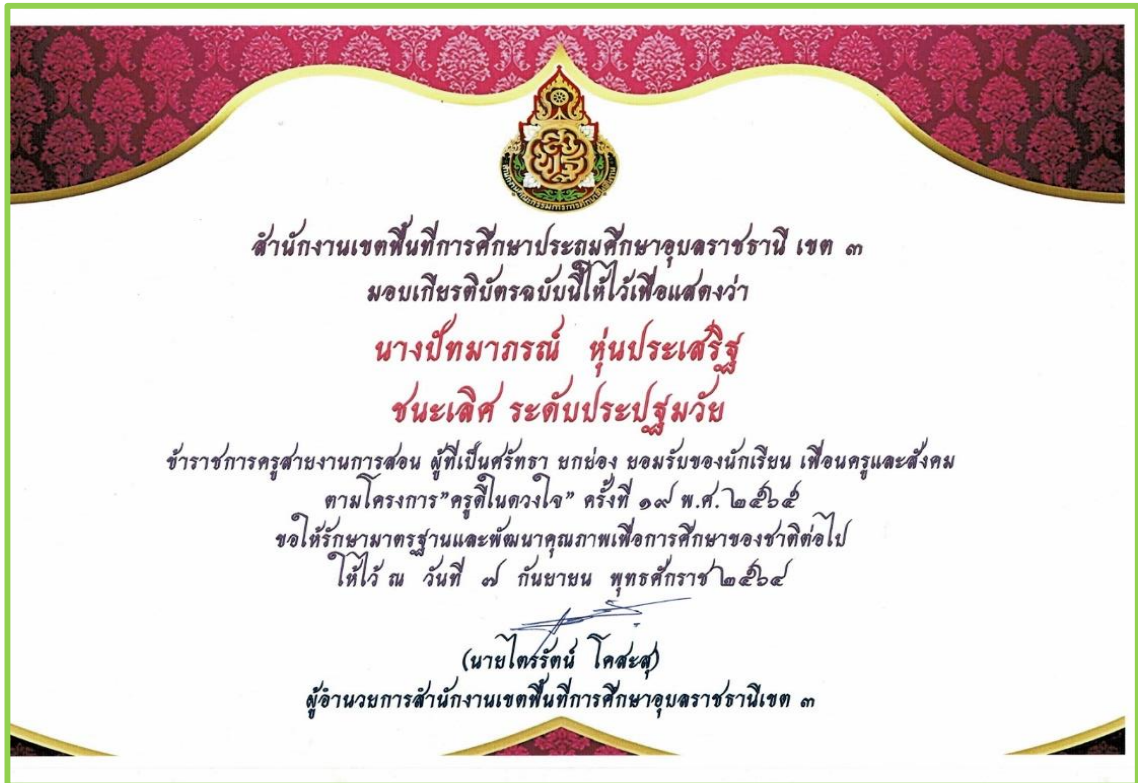 สำนักงานเขตพื้นที่การศึกษาประถมศึกษาอุบลราชธานี เขต ๓
มอบเกียรติบัตรฉบับนี้ให้ไว้เพื่อแสดงว่า
นางปัทมาภรณ์ หุ่นประเสริฐ
ชนะเลิศ ระดับประปฐมวัย
ข้าราชการครูสายงานการสอน ผู้ที่เป็นศรัทธา ยกย่อง ยอมรับของนักเรียน เพื่อนครูและสังคม
ตามโครงการ"ครูดีในดวงใจ" ครั้งที่ ๑๙ พ.ศ. ๒๕๖๕
ขอให้รักษามาตรฐานและพัฒนาคุณภาพเพื่อการศึกษาของชาติต่อไป
ให้ไว้ ณ วันที่ ๗ กันยายน พุทธศักราช ๒๕๖๔
(นายไตรรัตน์ โคสะสุ)
ผู้อำนวยการสำนักงานเขตพื้นที่การศึกษาอุบลราชธานีเขต ๓